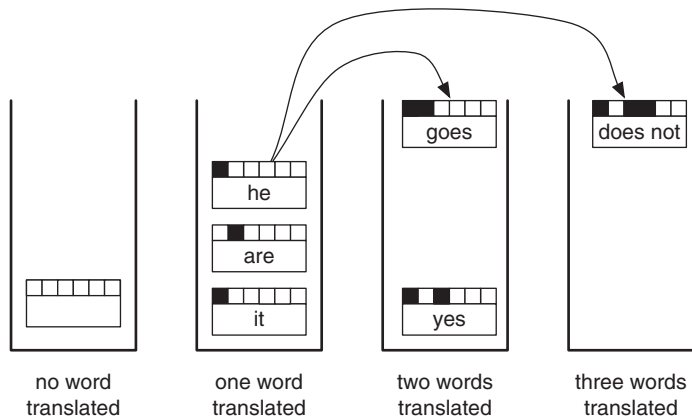 goes
does not
he
are
it
yes
no word
translated
one word
translated
two words
translated
three words
translated